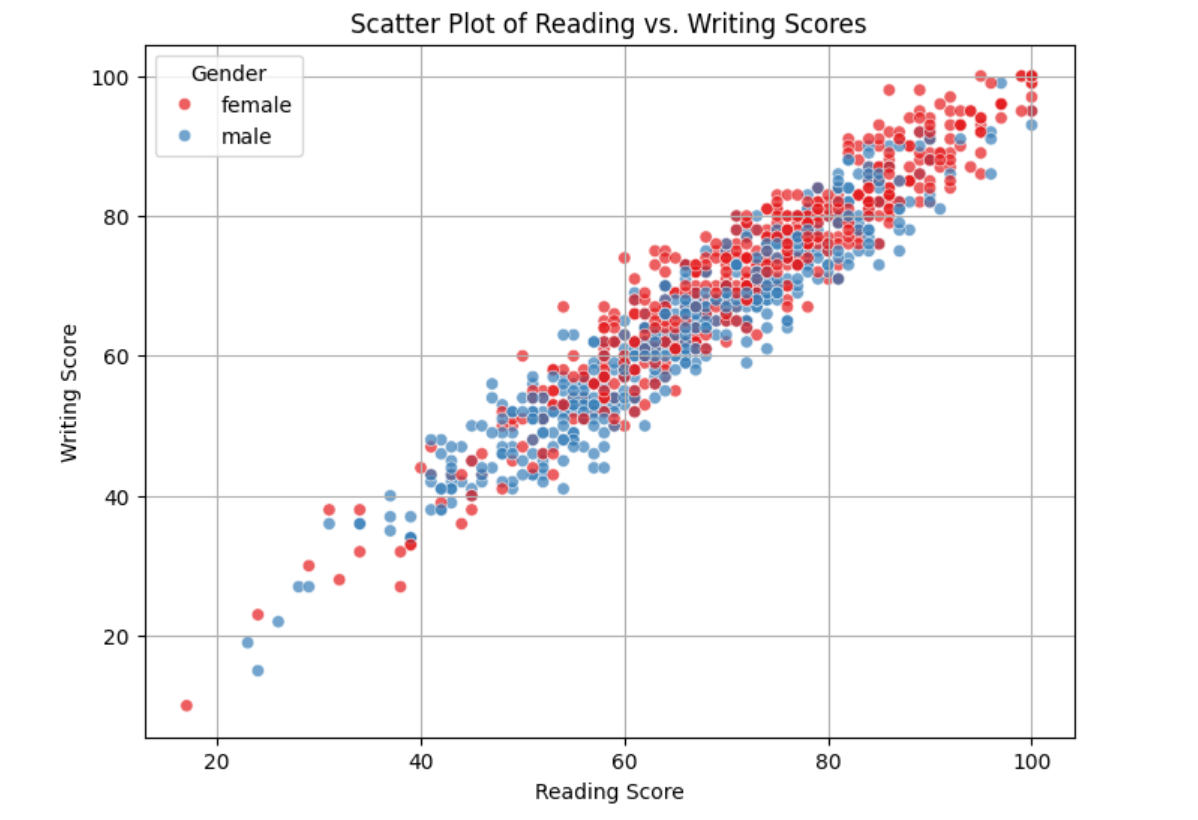 Scatter Plot of Reading vs. Writing Scores
Gender
female
male
100
80
60
40
20
Writing Score
20 40 60 80 100
Reading Score